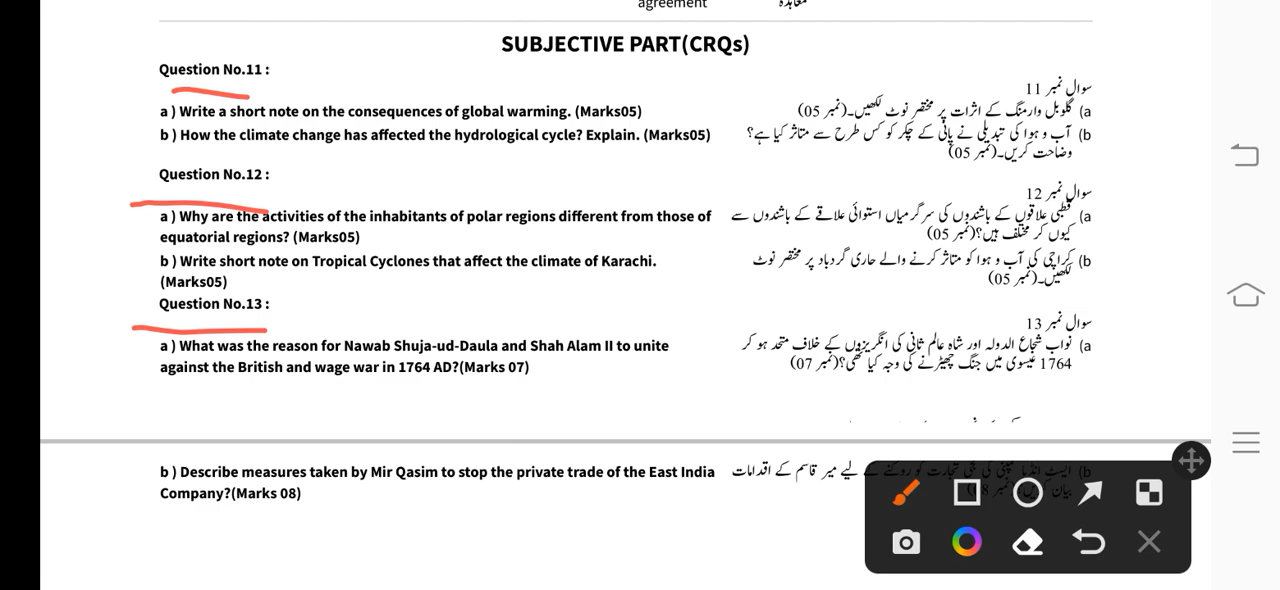 agreement معاہدہ
SUBJECTIVE PART(CRQs)
Question No.11 :
سوال نمبر 11
a ) Write a short note on the consequences of global warming. (Marks05)
a) گلوبل وارمنگ کے اثرات پر مختصر نوٹ لکھیں۔(نمبر 05)
b ) How the climate change has affected the hydrological cycle? Explain. (Marks05)
b) آب و ہوا کی تبدیلی نے پانی کے چکر کو کس طرح سے متاثر کیا ہے؟
وضاحت کریں۔(نمبر 05)
Question No.12 :
سوال نمبر 12
a ) Why are the activities of the inhabitants of polar regions different from those of
equatorial regions? (Marks05)
a) قطبی علاقوں کے باشندوں کی سرگرمیاں استوائی علاقے کے باشندوں سے
کیوں کر مختلف ہیں؟(نمبر 05)
b ) Write short note on Tropical Cyclones that affect the climate of Karachi.
(Marks05)
b) کراچی کی آب و ہوا کو متاثر کرنے والے حاری گردباد پر مختصر نوٹ
لکھیں۔(نمبر 05)
Question No.13 :
سوال نمبر 13
a ) What was the reason for Nawab Shuja-ud-Daula and Shah Alam II to unite
against the British and wage war in 1764 AD?(Marks 07)
a) نواب شجاع الدولہ اور شاہ عالم ثانی کی انگریزوں کے خلاف متحد ہو کر
1764 عیسوی میں جنگ چھیڑنے کی وجہ کیا تھی؟(نمبر 07)
b ) Describe measures taken by Mir Qasim to stop the private trade of the East India
Company?(Marks 08)
b) ایسٹ انڈیا کمپنی کی نجی تجارت کو روکنے کے لیے میر قاسم کے اقدامات